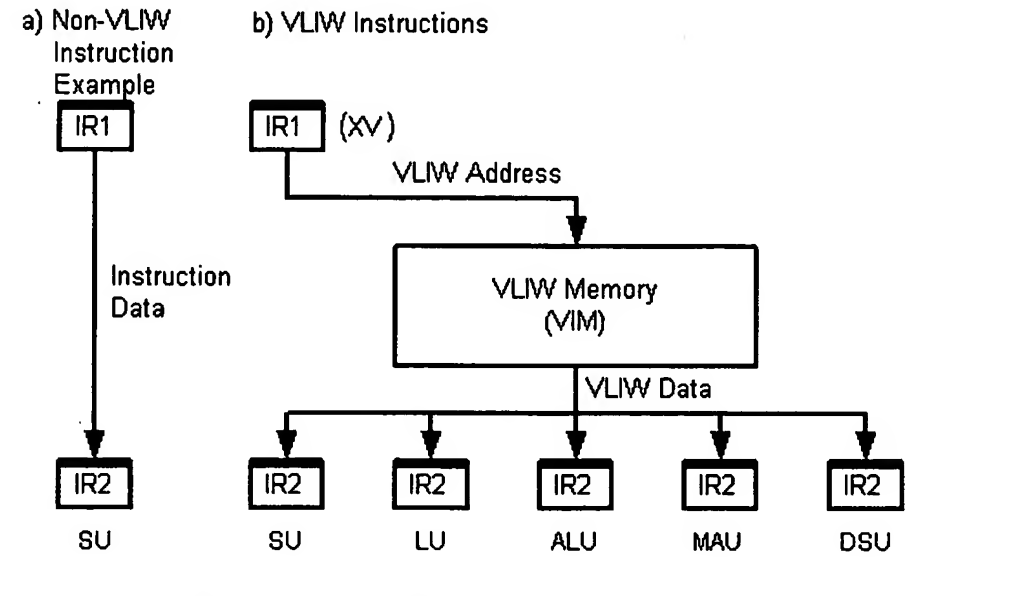 a) Non-VLIW
Instruction
Example
b) VLIW Instructions
IR1
IR1 (XV)
VLIW Address
Instruction
Data
VLIW Memory
(VIM)
VLIW Data
IR2
IR2
IR2
IR2
IR2
IR2
SU
SU
LU
ALU
MAU
DSU